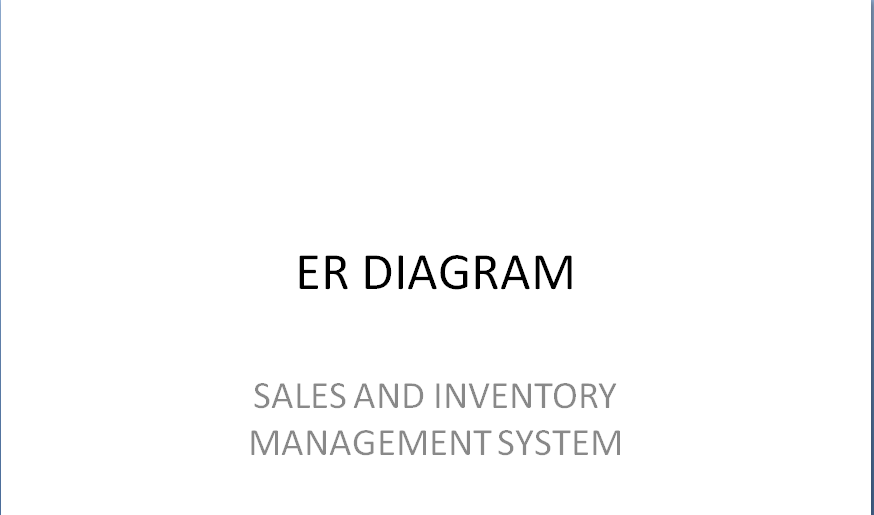 ER DIAGRAM
SALES AND INVENTORY
MANAGEMENT SYSTEM